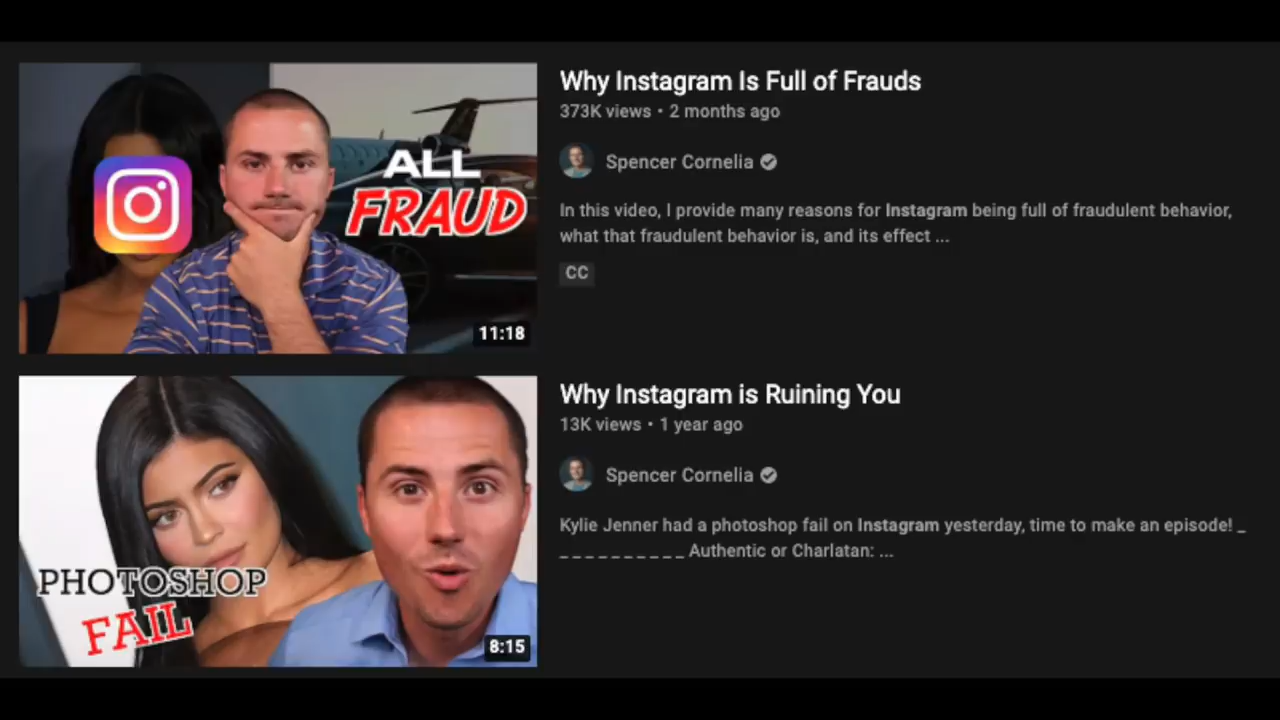 ALL
FRAUD
11:18
Why Instagram Is Full of Frauds
373K views • 2 months ago
Spencer Cornelia
In this video, I provide many reasons for Instagram being full of fraudulent behavior,
what that fraudulent behavior is, and its effect ...
CC
PHOTOSHOP
FAIL
8:15
Why Instagram is Ruining You
13K views • 1 year ago
Spencer Cornelia
Kylie Jenner had a photoshop fail on Instagram yesterday, time to make an episode! _
_ _ _ _ _ _ _ _ _ _ Authentic or Charlatan: ...